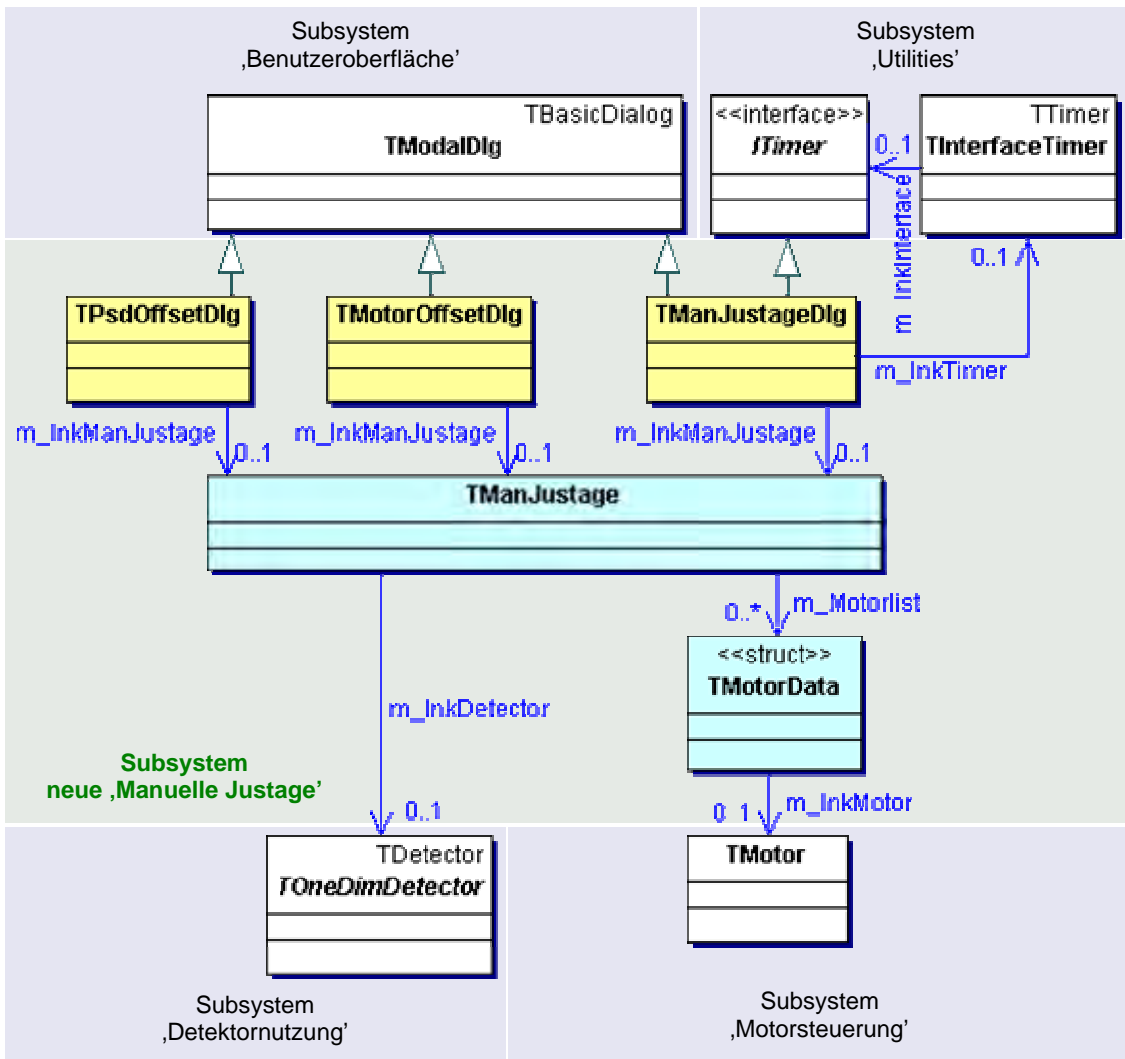 Subsystem
‚Benutzeroberfläche’
Subsystem
‚Utilities’
TBasicDialog
TModalDlg
<<interface>>
ITimer
TTimer
TInterfaceTimer
0..1
m_lnkInterface
0..1
TPsdOffsetDlg
TMotorOffsetDlg
TManJustageDlg
m_lnkTimer
m_lnkManJustage
0..1
m_lnkManJustage
0..1
m_lnkManJustage
0..1
TManJustage
0..*
m_Motorlist
<<struct>>
TMotorData
m_lnkDetector
Subsystem
neue ‚Manuelle Justage’
0..1
0..1
m_lnkMotor
TDetector
TOneDimDetector
TMotor
Subsystem
‚Detektornutzung’
Subsystem
‚Motorsteuerung’